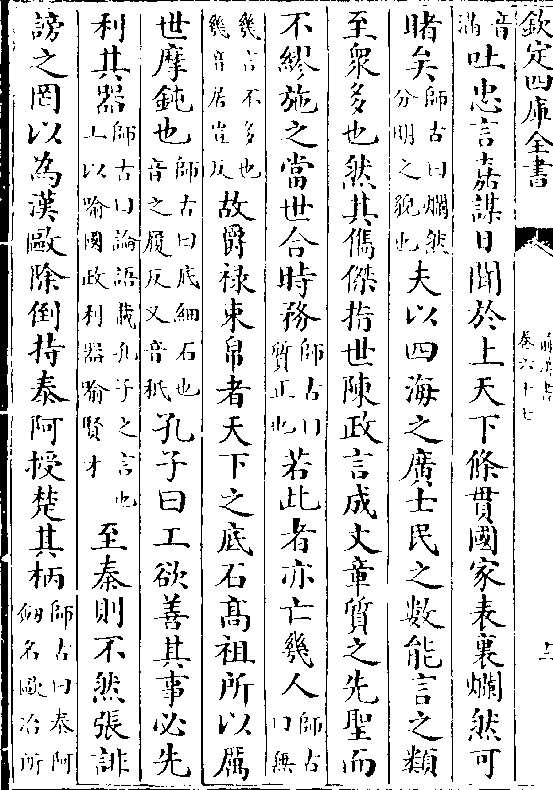 欽定四庫全書
卷六十七
音滿吐忠言嘉謀日聞於上天下條貫國家表裏爛然可
睹矣師古曰爛然分明之貌也夫以四海之廣士民之數能言之類
至衆多也然其儁傑指世陳政言成文章質之先聖而
不繆施之當世合時務師古曰質正也若此者亦亡幾人師古曰無
幾言不多也幾音居豈反故爵祿束帛者天下之底石高祖所以厲
世摩鈍也師古曰底細石也音之履反又音秖孔子曰工欲善其事必先
利其器師古曰論語載孔子之言也工以喻國政利器喻賢才至秦則不然張誹
謗之罔以為漢歐除倒持泰阿授楚其柄師古曰泰阿劒名歐冶所